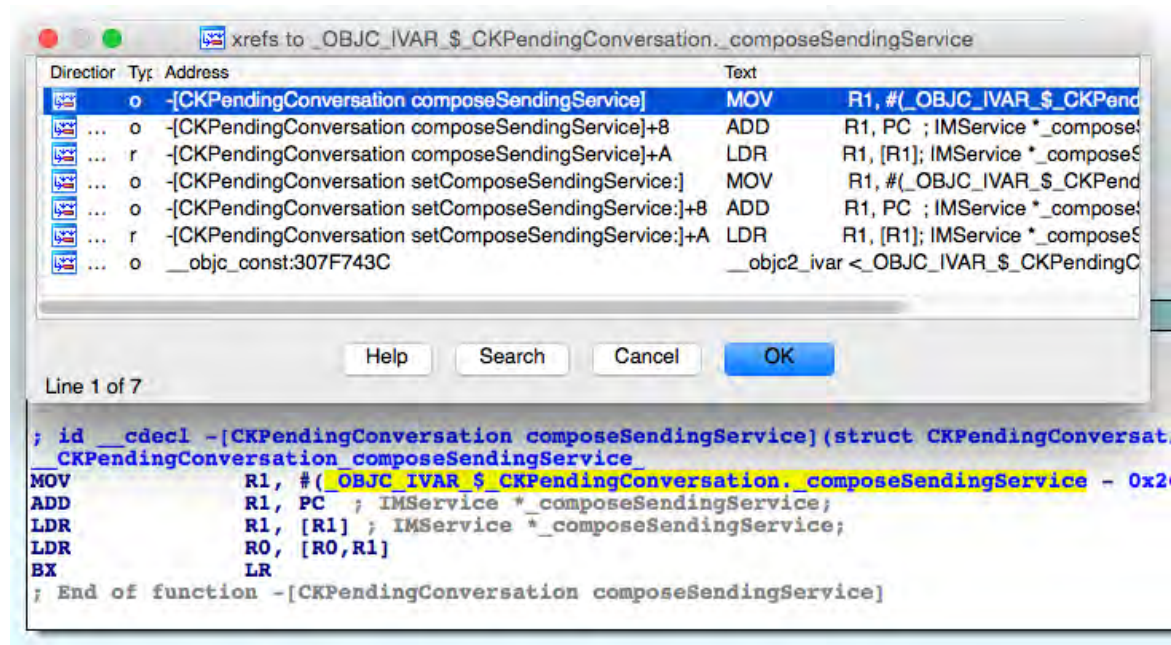 xrefs to _OBJC_IVAR_$_CKPendingConversation._composeSendingService
Direction Typ Address Text
o -[CKPendingConversation composeSendingService] MOV R1, #(_OBJC_IVAR_$_CKPend
... o -[CKPendingConversation composeSendingService]+8 ADD R1, PC ; IMService *_compose
... r -[CKPendingConversation composeSendingService]+A LDR R1, [R1]; IMService *_compose
... o -[CKPendingConversation setComposeSendingService:] MOV R1, #(_OBJC_IVAR_$_CKPend
... o -[CKPendingConversation setComposeSendingService:]+8 ADD R1, PC ; IMService *_compose
... r -[CKPendingConversation setComposeSendingService:]+A LDR R1, [R1]; IMService *_compose
... o __objc_const:307F743C __objc2_ivar <_OBJC_IVAR_$_CKPendingC
Help Search Cancel OK
Line 1 of 7
; id __cdecl -[CKPendingConversation composeSendingService](struct CKPendingConversat
__CKPendingConversation_composeSendingService_
MOV R1, #(_OBJC_IVAR_$_CKPendingConversation._composeSendingService - 0x2
ADD R1, PC ; IMService *_composeSendingService;
LDR R1, [R1] ; IMService *_composeSendingService;
LDR R0, [R0,R1]
BX LR
; End of function -[CKPendingConversation composeSendingService]